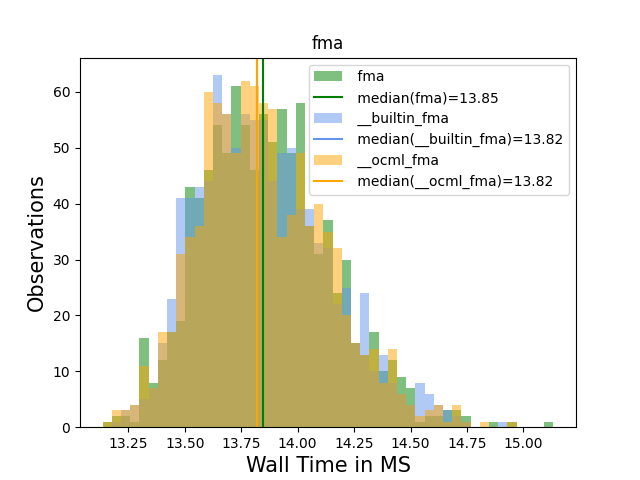 fma
Observations
60
50
40
30
20
10
0
fma
median(fma)=13.85
__builtin_fma
median(__builtin_fma)=13.82
__ocml_fma
median(__ocml_fma)=13.82
13.25 13.50 13.75 14.00 14.25 14.50 14.75 15.00
Wall Time in MS